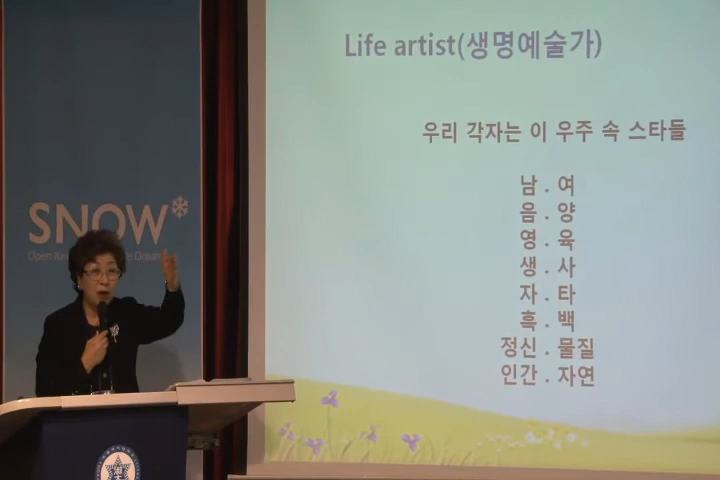 Life artist(생명예술가)
우리 각자는 이 우주 속 스타들
남 . 여
음 . 양
영 . 육
생 . 사
자 . 타
흑 . 백
정신 . 물질
인간 . 자연
SNOW
Open